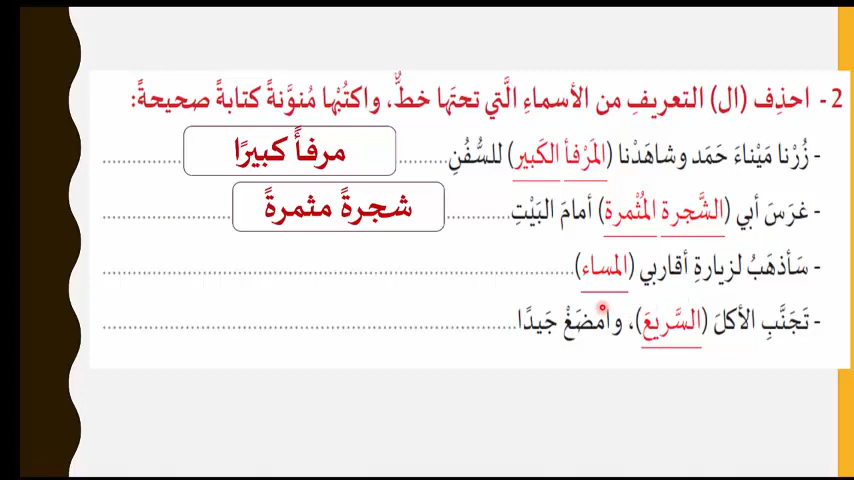 2- احذِف (ال) التعريفِ من الأسماءِ الَّتي تحتَها خطٌّ، واكتُبْها مُنوَّنةً كتابةً صحيحةً:
- زُرْنا مَيْناءَ حَمَد وشاهَدْنا (المَرْفأ الكَبير) للسُّفُنِ.................. مرفأً كبيرًا ..................
- غرَسَ أبي (الشَّجرة المُثْمرة) أمامَ البَيْتِ.................. شجرةً مثمرةً ..................
- سَأذهَبُ لزيارةِ أقاربي (المساء)..................
- تَجَنَّبِ الأكلَ (السَّريعَ)، وامْضَغْ جَيدًا..................